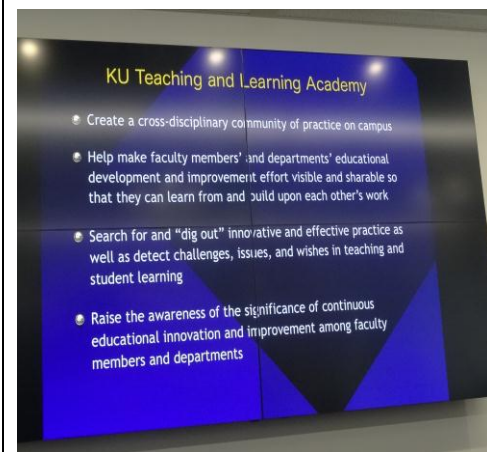 KU Teaching and Learning Academy
Create a cross-disciplinary community of practice on campus
Help make faculty members' and departments' educational
development and improvement effort visible and sharable so
that they can learn from and build upon each other's work
Search for and “dig out” innovative and effective practice as
well as detect challenges, issues, and wishes in teaching and
student learning
Raise the awareness of the significance of continuous
educational innovation and improvement among faculty
members and departments